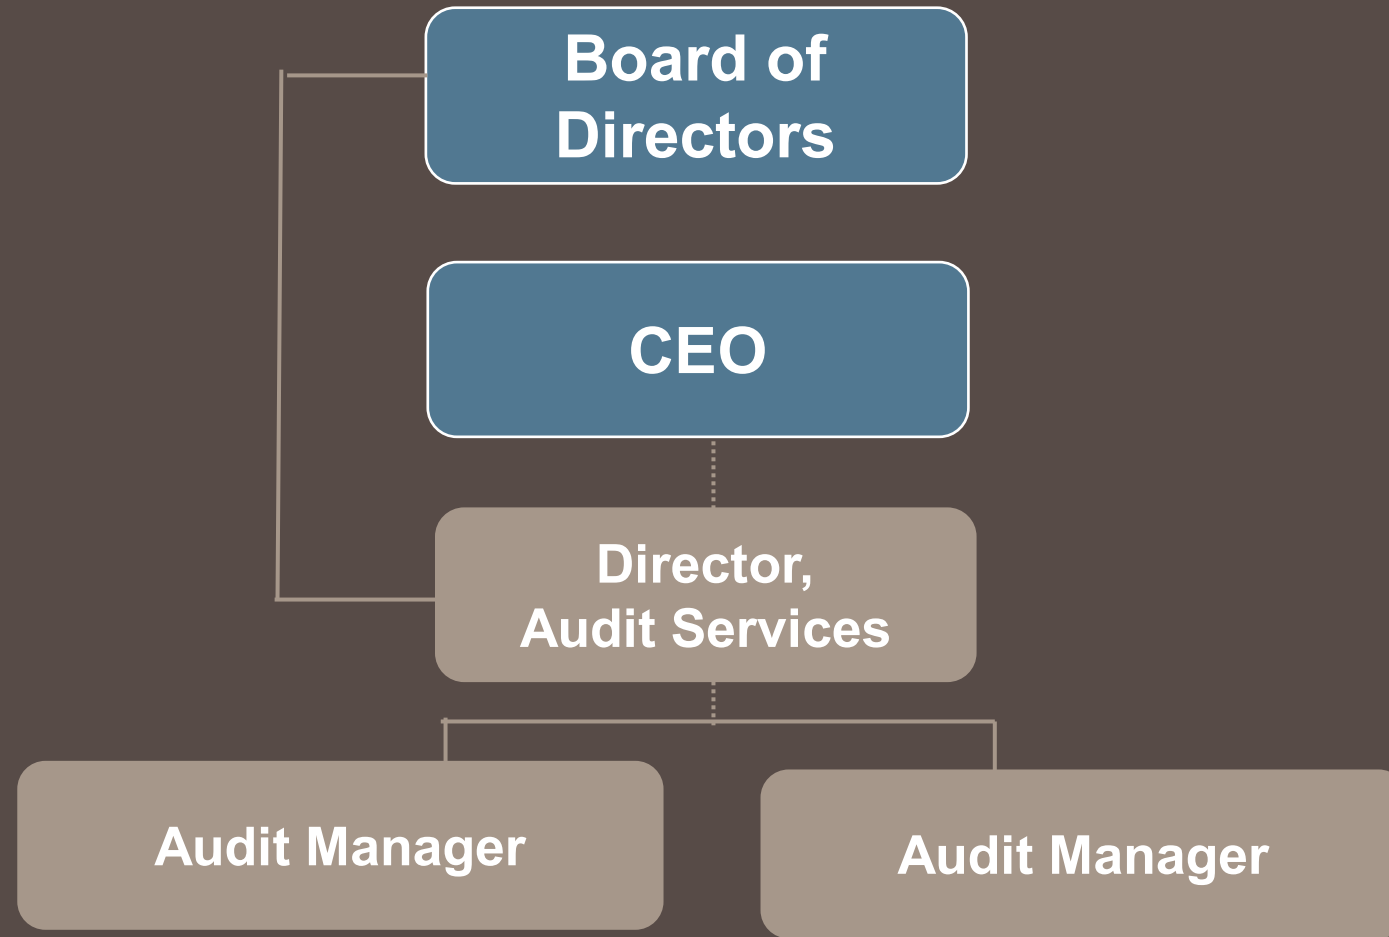 Board of
Directors
CEO
Director,
Audit Services
Audit Manager
Audit Manager